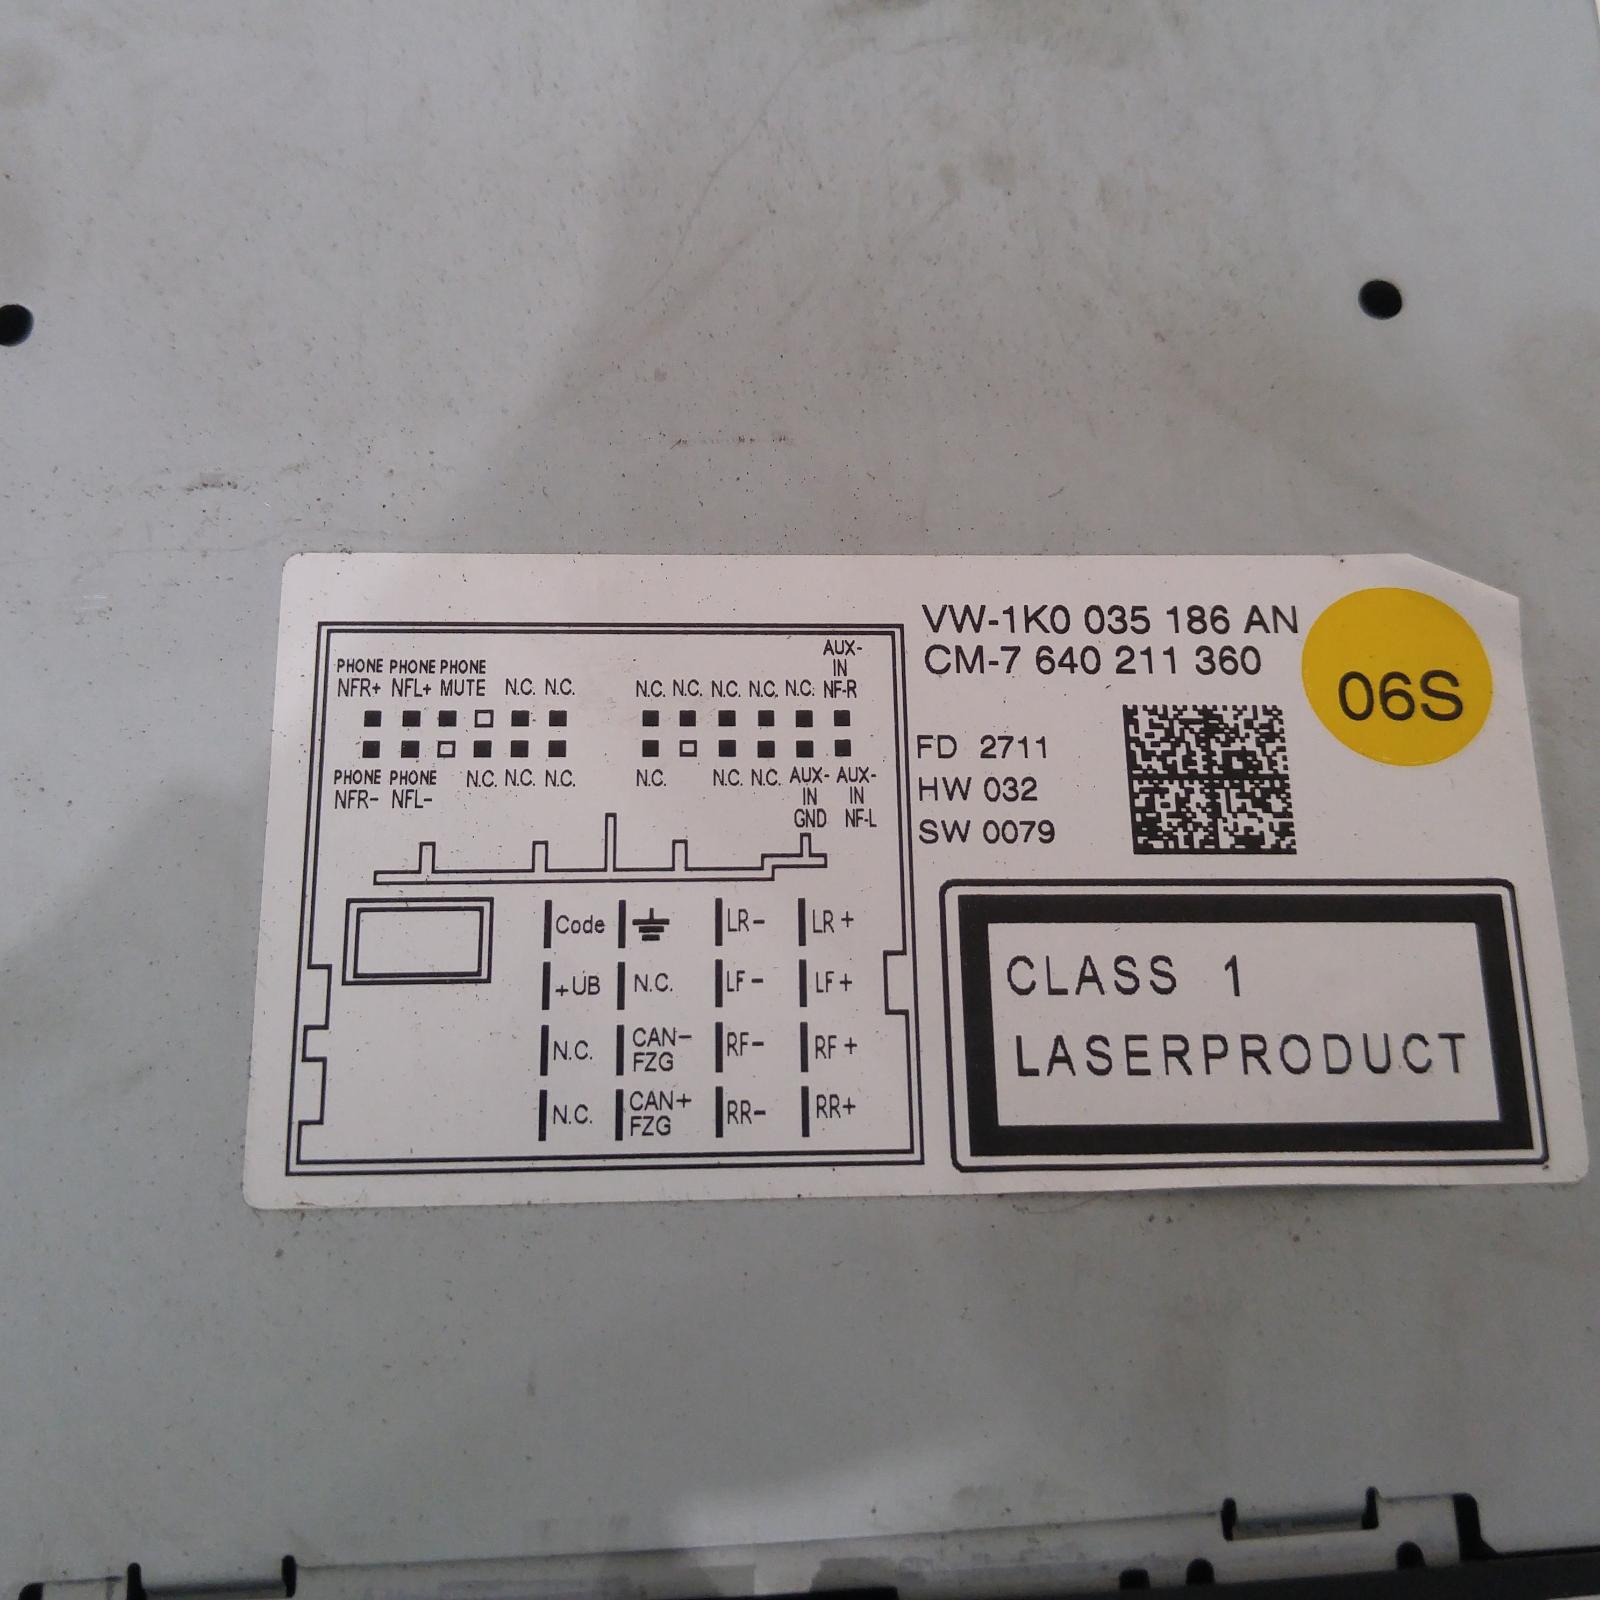 VW-1K0 035 186 AN
CM-7 640 211 360
06S
FD 2711
HW 032
SW 0079
CLASS 1
LASERPRODUCT
PHONE PHONE PHONE AUX-IN
NFR+ NFL+ MUTE N.C. N.C. N.C. N.C. N.C. N.C. N.C. NF-R
PHONE PHONE N.C. N.C. N.C. N.C. N.C. N.C. AUX- AUX-
NFR- NFL- IN IN
GND NF-L
Code LR- LR+
+UB N.C. LF- LF+
N.C. CAN- RF- RF+
FZG
N.C. CAN+ RR- RR+
FZG